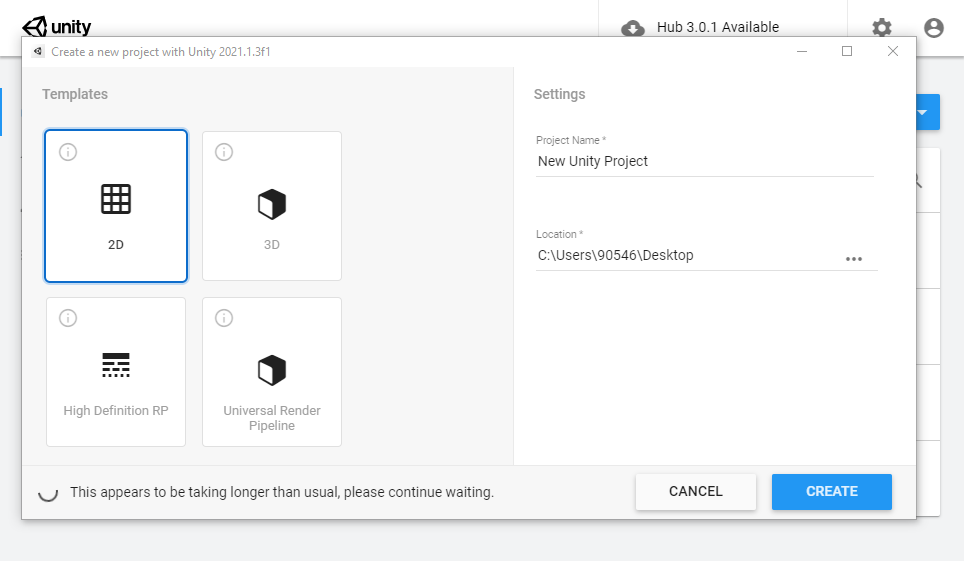 unity
Hub 3.0.1 Available
Create a new project with Unity 2021.1.3f1
Templates
2D
3D
High Definition RP
Universal Render
Pipeline
Settings
Project Name *
New Unity Project
Location *
C:\Users\90546\Desktop
This appears to be taking longer than usual, please continue waiting.
CANCEL
CREATE